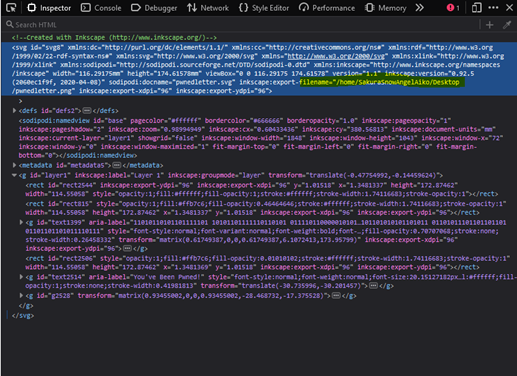 Inspector Console Debugger Network Style Editor Performance Memory 1
Search HTML
<!--Created with Inkscape (http://www.inkscape.org/)-->
<svg id="svg8" xmlns:dc="http://purl.org/dc/elements/1.1/" xmlns:cc="http://creativecommons.org/ns#" xmlns:rdf="http://www.w3.org
/1999/02/22-rdf-syntax-ns#" xmlns:svg="http://www.w3.org/2000/svg" xmlns="http://www.w3.org/2000/svg" xmlns:xlink="http://www.w3.org
/1999/xlink" xmlns:sodipodi="http://sodipodi.sourceforge.net/DTD/sodipodi-0.dtd" xmlns:inkscape="http://www.inkscape.org/namespaces
/inkscape" width="116.29175mm" height="174.61578mm" viewBox="0 0 116.29175 174.61578" version="1.1" inkscape:version="0.92.5
(2060ec1f9f, 2020-04-08)" inkscape:export-filename="/home/SakuraSnowAngelAiko/Desktop
/pwnedletter.png" inkscape:export-xdpi="96" inkscape:export-ydpi="96">
>
<defs id="defs2"></defs>
<sodipodi:namedview id="base" pagecolor="#ffffff" bordercolor="#666666" borderopacity="1.0" inkscape:pageopacity="1"
inkscape:pageshadow="2" inkscape:zoom="0.98994949" inkscape:cx="0.60433436" inkscape:cy="380.56813" inkscape:document-units="mm"
inkscape:current-layer="layer1" showgrid="false" inkscape:window-width="1848" inkscape:window-height="1043" inkscape:window-x="72"
inkscape:window-y="0" inkscape:window-maximized="1" fit-margin-top="0" fit-margin-left="0" fit-margin-right="0" fit-margin-
bottom="0"></sodipodi:namedview>
<metadata id="metadata5"></metadata>
<g id="layer1" inkscape:label="Layer 1" inkscape:groupmode="layer" transform="translate(-0.47754992,-0.14459624)">
<rect id="rect2544" inkscape:export-ydpi="96" inkscape:export-xdpi="96" y="1.01518" x="1.3481337" height="172.87462"
width="114.55058" style="opacity:1;fill:#ffffff;fill-opacity:1;stroke:#ffffff;stroke-width:1.74116683;stroke-opacity:1"></rect>
<rect id="rect815" style="opacity:1;fill:#ffb7c6;fill-opacity:0.46464646;stroke:#ffffff;stroke-width:1.74116683;stroke-opacity:1"
width="114.55058" height="172.87462" x="1.3481337" y="1.01518" inkscape:export-xdpi="96" inkscape:export-ydpi="96"></rect>
style="font-style:normal;font-variant:normal;font-weight:bold;font-…,fill-opacity:0.70707068;stroke:none;stroke-
width:0.26458332" transform="matrix(0.61749387,0,0,0.61749387,6.1072413,173.95799)" inkscape:export-xdpi="96"
inkscape:export-ydpi="96"></g>
<rect id="rect2506" style="opacity:1;fill:#ffb7c6;fill-opacity:0.01010102;stroke:#ffffff;stroke-width:1.74116683;stroke-opacity:1"
width="114.55058" height="172.87462" x="1.3481669" y="1.01518" inkscape:export-xdpi="96" inkscape:export-ydpi="96"></rect>
<g id="text2514" aria-label="You've Been Pwned!" style="font-style:normal;font-weight:normal;font-size:20.15127182px…l:#ffffff;fill-
opacity:1;stroke:none;stroke-width:0.41981813" transform="translate(-30.735996,-30.201457)"></g>
<g id="g2528" transform="matrix(0.93455002,0,0,0.93455002,-28.468732,-17.375528)"></g>
</g>
</svg>